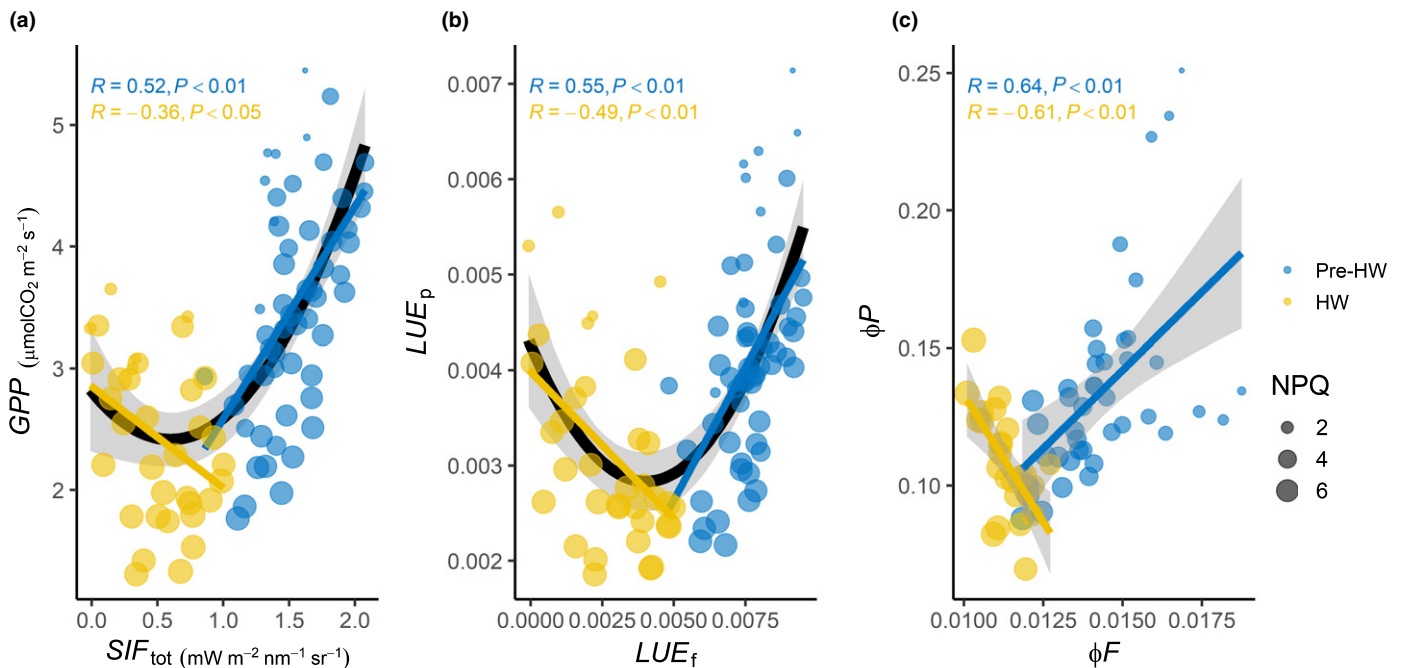 (a)
R = 0.52, P < 0.01
R = −0.36, P < 0.05
GPP (μmolCO₂ m⁻² s⁻¹)
5
4
3
2
0.0 0.5 1.0 1.5 2.0
SIFtot (mW m⁻² nm⁻¹ sr⁻¹)
(b)
R = 0.55, P < 0.01
R = −0.49, P < 0.01
LUEp
0.007
0.006
0.005
0.004
0.003
0.002
0.0000 0.0025 0.0050 0.0075
LUEf
(c)
R = 0.64, P < 0.01
R = −0.61, P < 0.01
ϕP
0.25
0.20
0.15
0.10
0.0100 0.0125 0.0150 0.0175
ϕF
Pre-HW
HW
NPQ
2
4
6